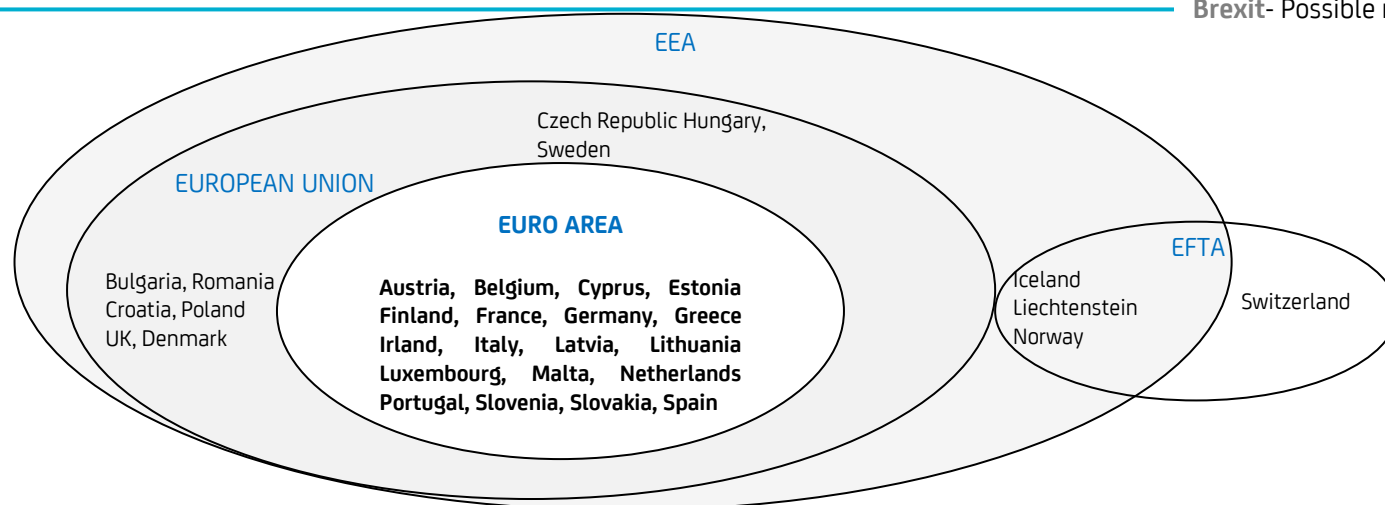 Brexit- Possible
EEA
Czech Republic Hungary,
Sweden
EUROPEAN UNION
EURO AREA
EFTA
Bulgaria, Romania
Croatia, Poland
UK, Denmark
Austria, Belgium, Cyprus, Estonia
Finland, France, Germany, Greece
Irland, Italy, Latvia, Lithuania
Luxembourg, Malta, Netherlands
Portugal, Slovenia, Slovakia, Spain
Iceland
Liechtenstein
Norway
Switzerland